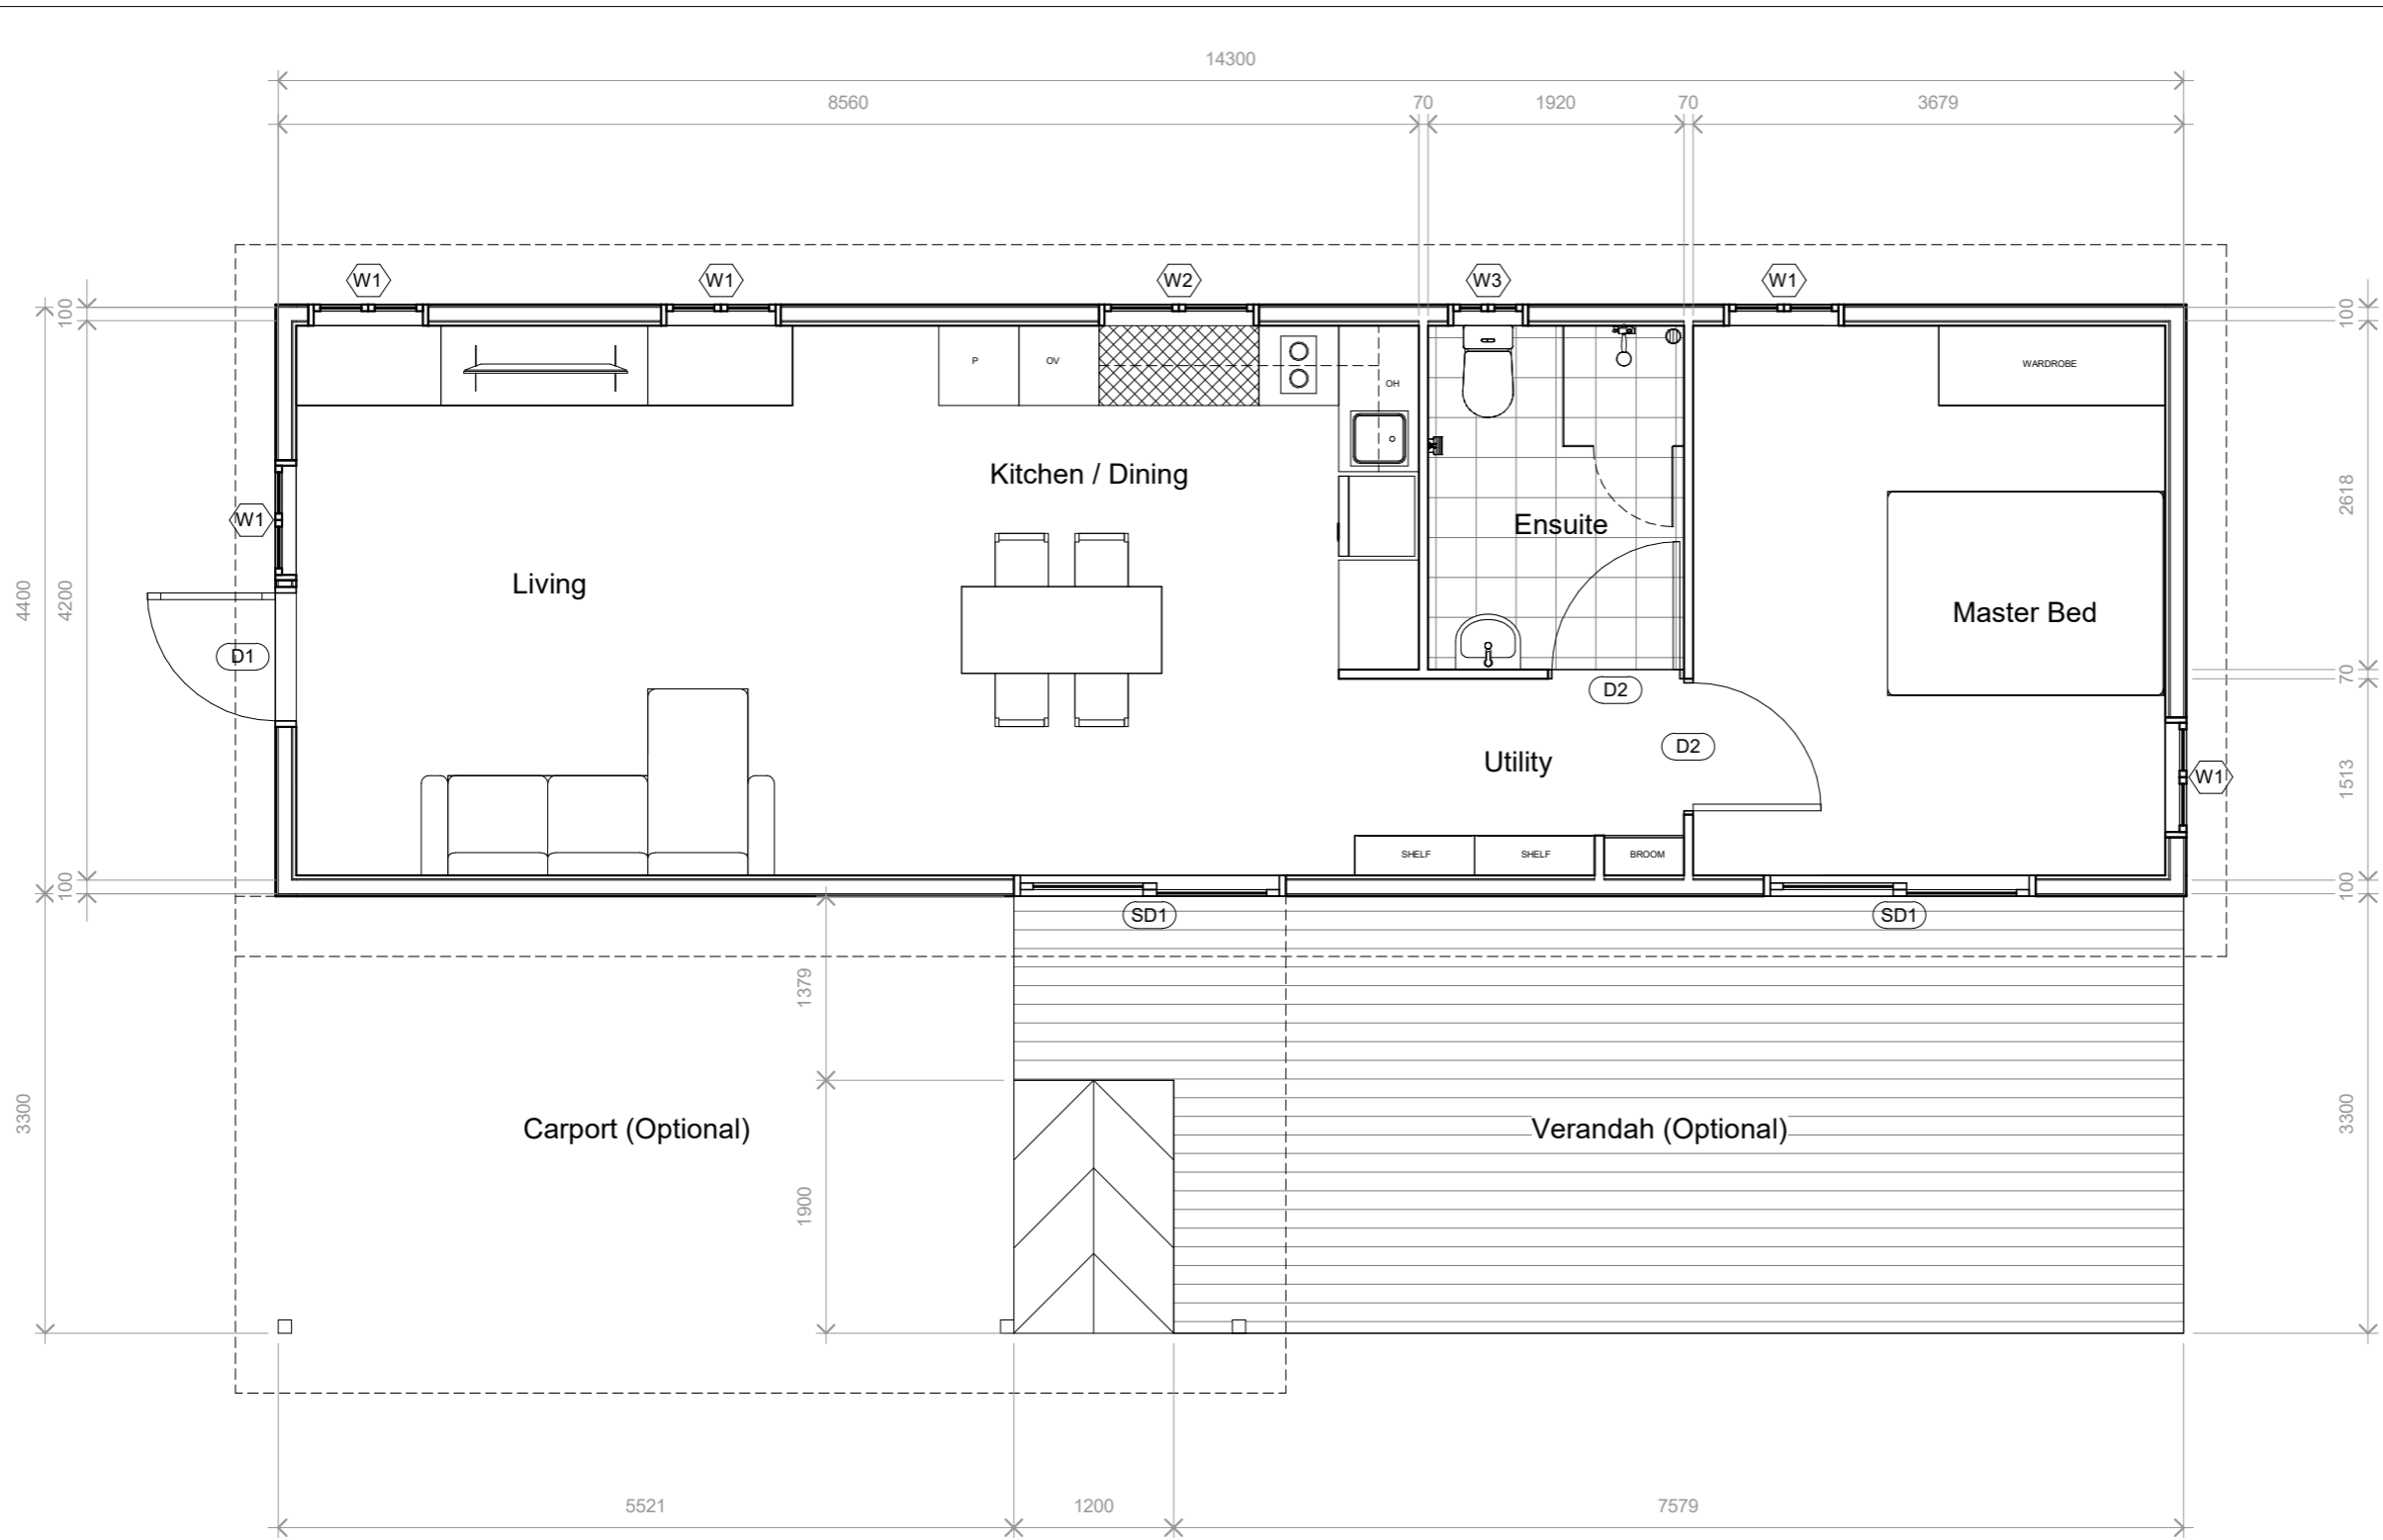 14300
8560 70 1920 70 3679
W1 W1 W2 W3 W1
100 100
P OV OH WARDROBE
Kitchen / Dining
2618
W1 Ensuite
4400 4200 Living
Master Bed
D1
70
D2
D2
Utility
W1 1513
SHELF SHELF BROOM
100 100
SD1 SD1
1379
3300 Carport (Optional) Verandah (Optional) 3300
1900
5521 1200 7579